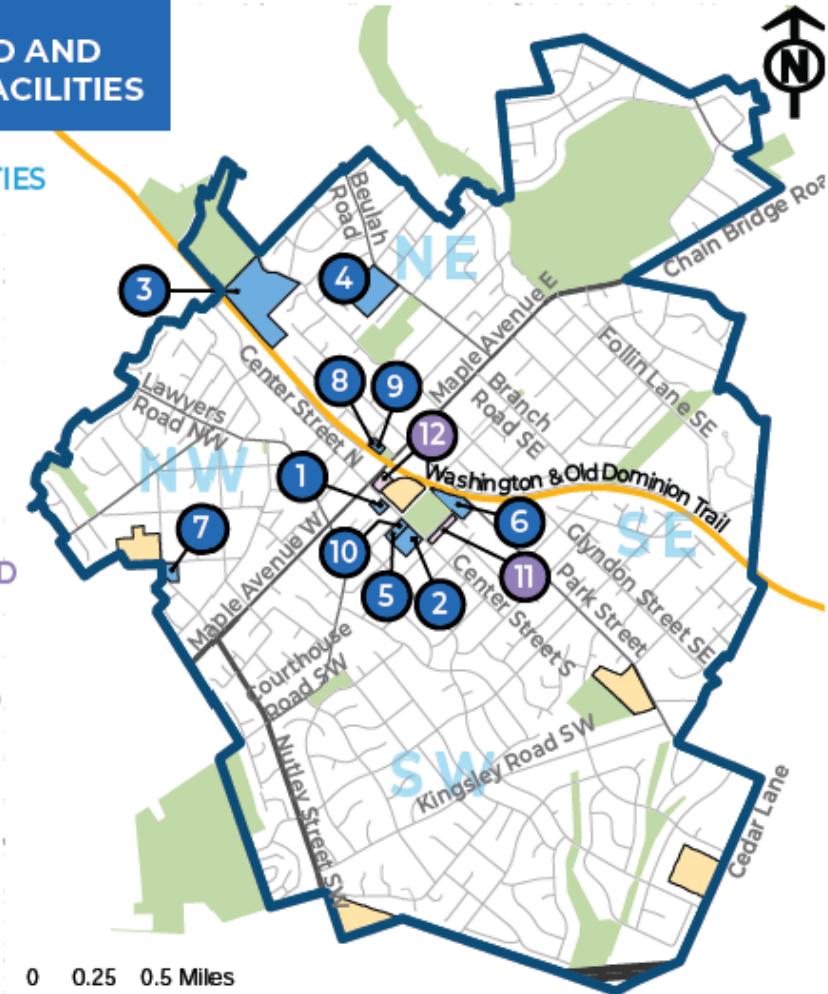 D AND
ACILITIES
TIES
N
Beulah
Road
NE
Chain Bridge Roa
3
4
Maple Avenue E
Follin Lane SE
Center Street N
8
9
Branch
Road SE
Lawyers
Road NW
12
NW
1
Washington & Old Dominion Trail
7
6
SE
10
Maple Avenue W
Glyndon Street SE
D
5
2
11
Park Street
Center Street S
Courthouse
Road SW
SW
Kingsley Road SW
Nutley Street SW
Cedar Lane
0 0.25 0.5 Miles